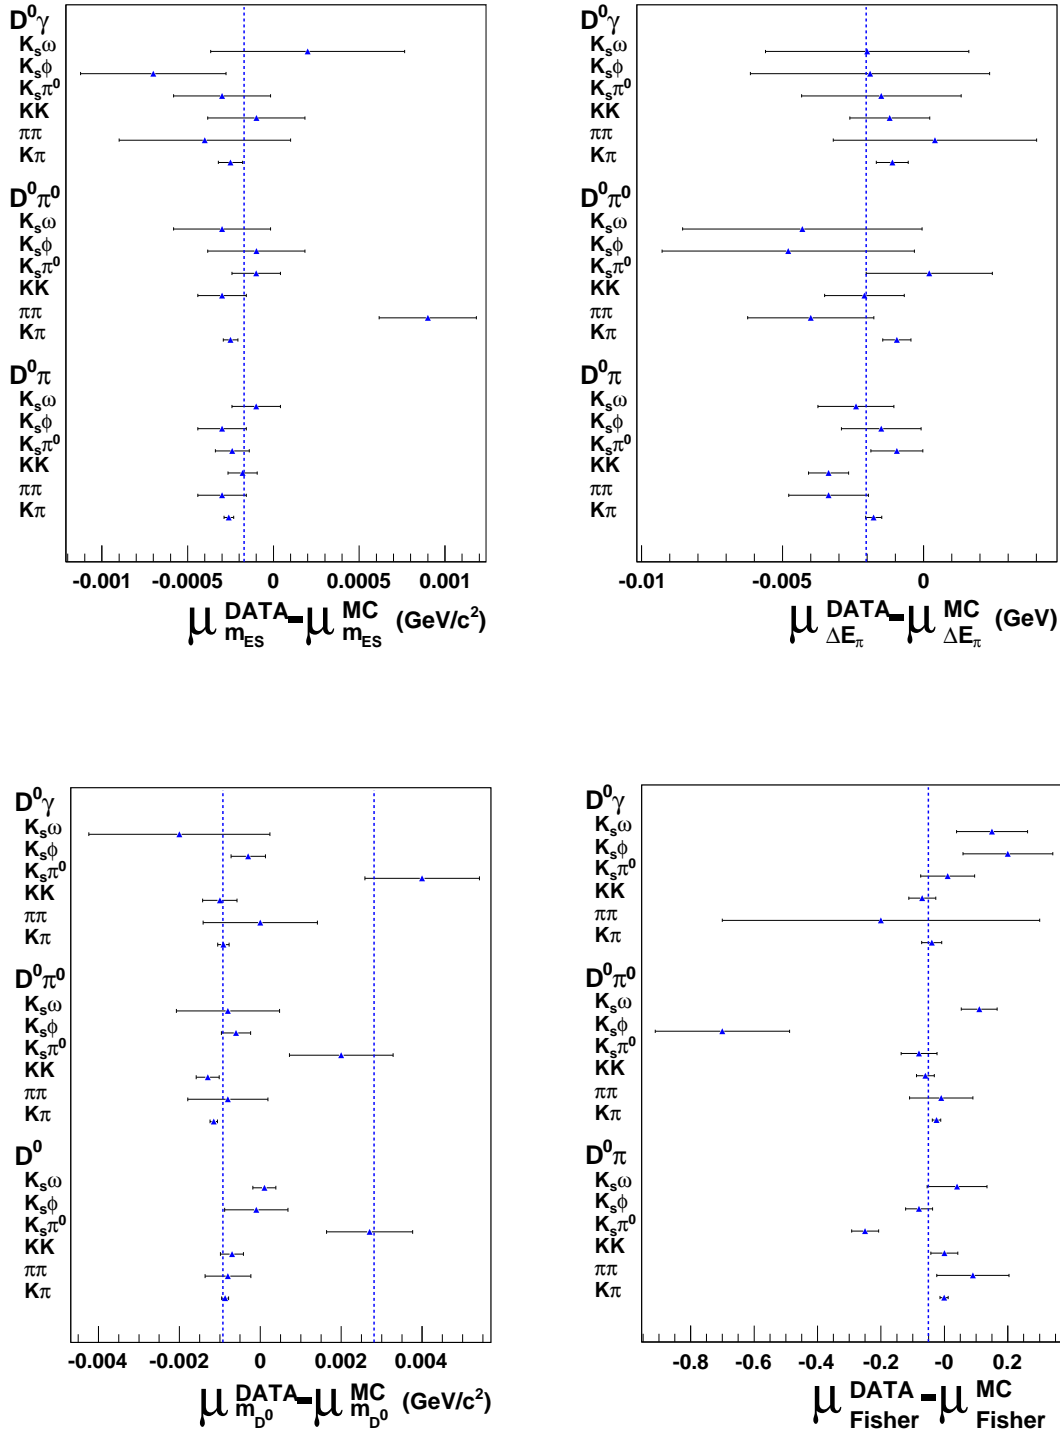 D⁰γ
Kₛω
Kₛϕ
Kₛπ⁰
KK
ππ
Kπ
D⁰π⁰
Kₛω
Kₛϕ
Kₛπ⁰
KK
ππ
Kπ
D⁰π
Kₛω
Kₛϕ
Kₛπ⁰
KK
ππ
Kπ
-0.001 -0.0005 0 0.0005 0.001
μ DATA m_ES - μ MC m_ES (GeV/c²)
D⁰γ
Kₛω
Kₛϕ
Kₛπ⁰
KK
ππ
Kπ
D⁰π⁰
Kₛω
Kₛϕ
Kₛπ⁰
KK
ππ
Kπ
D⁰π
Kₛω
Kₛϕ
Kₛπ⁰
KK
ππ
Kπ
-0.01 -0.005 0
μ DATA ΔE_π - μ MC ΔE_π (GeV)
D⁰γ
Kₛω
Kₛϕ
Kₛπ⁰
KK
ππ
Kπ
D⁰π⁰
Kₛω
Kₛϕ
Kₛπ⁰
KK
ππ
Kπ
D⁰
Kₛω
Kₛϕ
Kₛπ⁰
KK
ππ
Kπ
-0.004 -0.002 0 0.002 0.004
μ DATA m_D⁰ - μ MC m_D⁰ (GeV/c²)
D⁰γ
Kₛω
Kₛϕ
Kₛπ⁰
KK
ππ
Kπ
D⁰π⁰
Kₛω
Kₛϕ
Kₛπ⁰
KK
ππ
Kπ
D⁰π
Kₛω
Kₛϕ
Kₛπ⁰
KK
ππ
Kπ
-0.8 -0.6 -0.4 -0.2 -0 0.2
μ DATA Fisher - μ MC Fisher